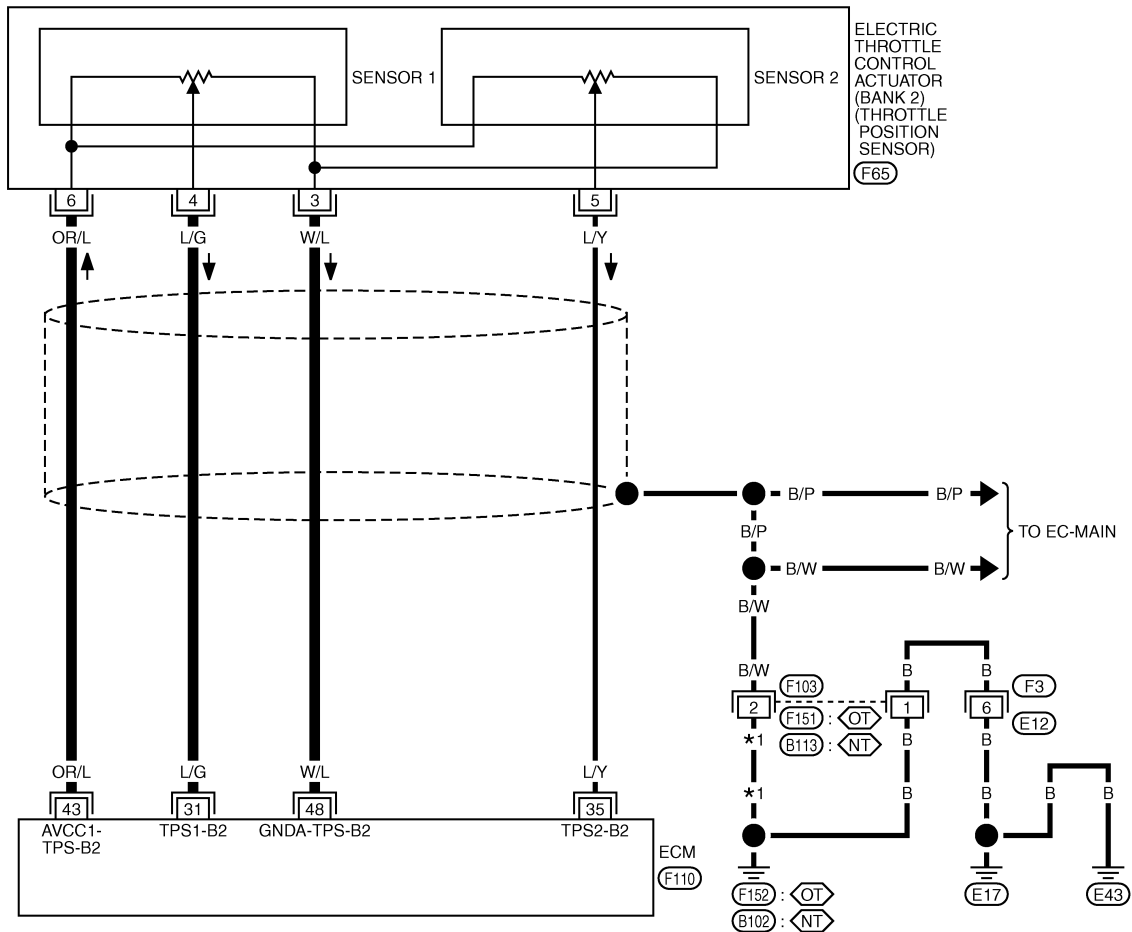 ELECTRIC
THROTTLE
CONTROL
ACTUATOR
(BANK 2)
(THROTTLE
POSITION
SENSOR)
F65
SENSOR 1
SENSOR 2
6 4 3 5
OR/L L/G W/L L/Y
B/P B/P
B/P
TO EC-MAIN
B/W B/W
B/W
B/W B B
F103 F3
2 1 6
F151 : OT E12
B113 : NT
*1 B B
OR/L L/G W/L L/Y
*1 B B B B
43 31 48 35
AVCC1-
TPS-B2
TPS1-B2
GNDA-TPS-B2
TPS2-B2
ECM
F110
F152 : OT
B102 : NT
E17
E43